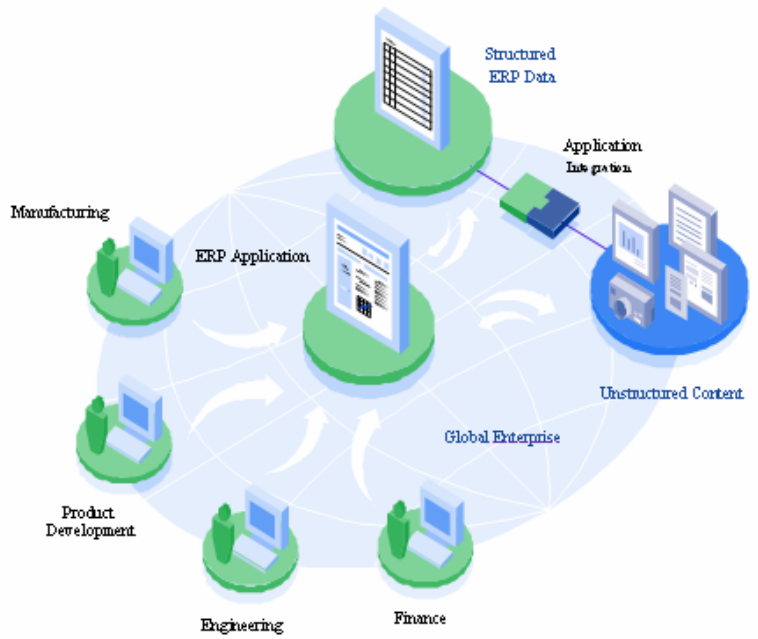 Structured
ERP Data
Application
Integration
Manufacturing
ERP Application
Unstructured Content
Global Enterprise
Product
Development
Engineering
Finance